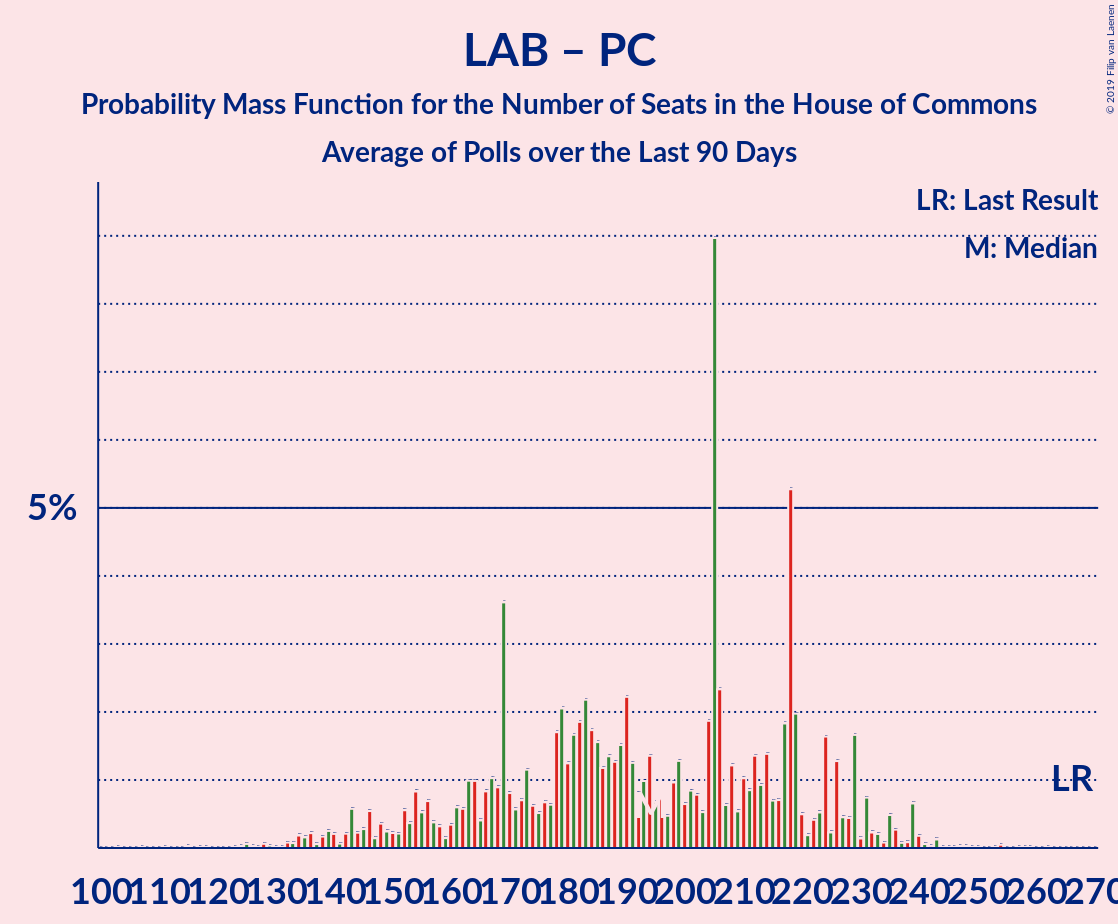 LAB – PC
Probability Mass Function for the Number of Seats in the House of Commons
Average of Polls over the Last 90 Days
© 2019 Filip van Laenen
LR: Last Result
M: Median
5%
LR
M
100 110 120 130 140 150 160 170 180 190 200 210 220 230 240 250 260 270